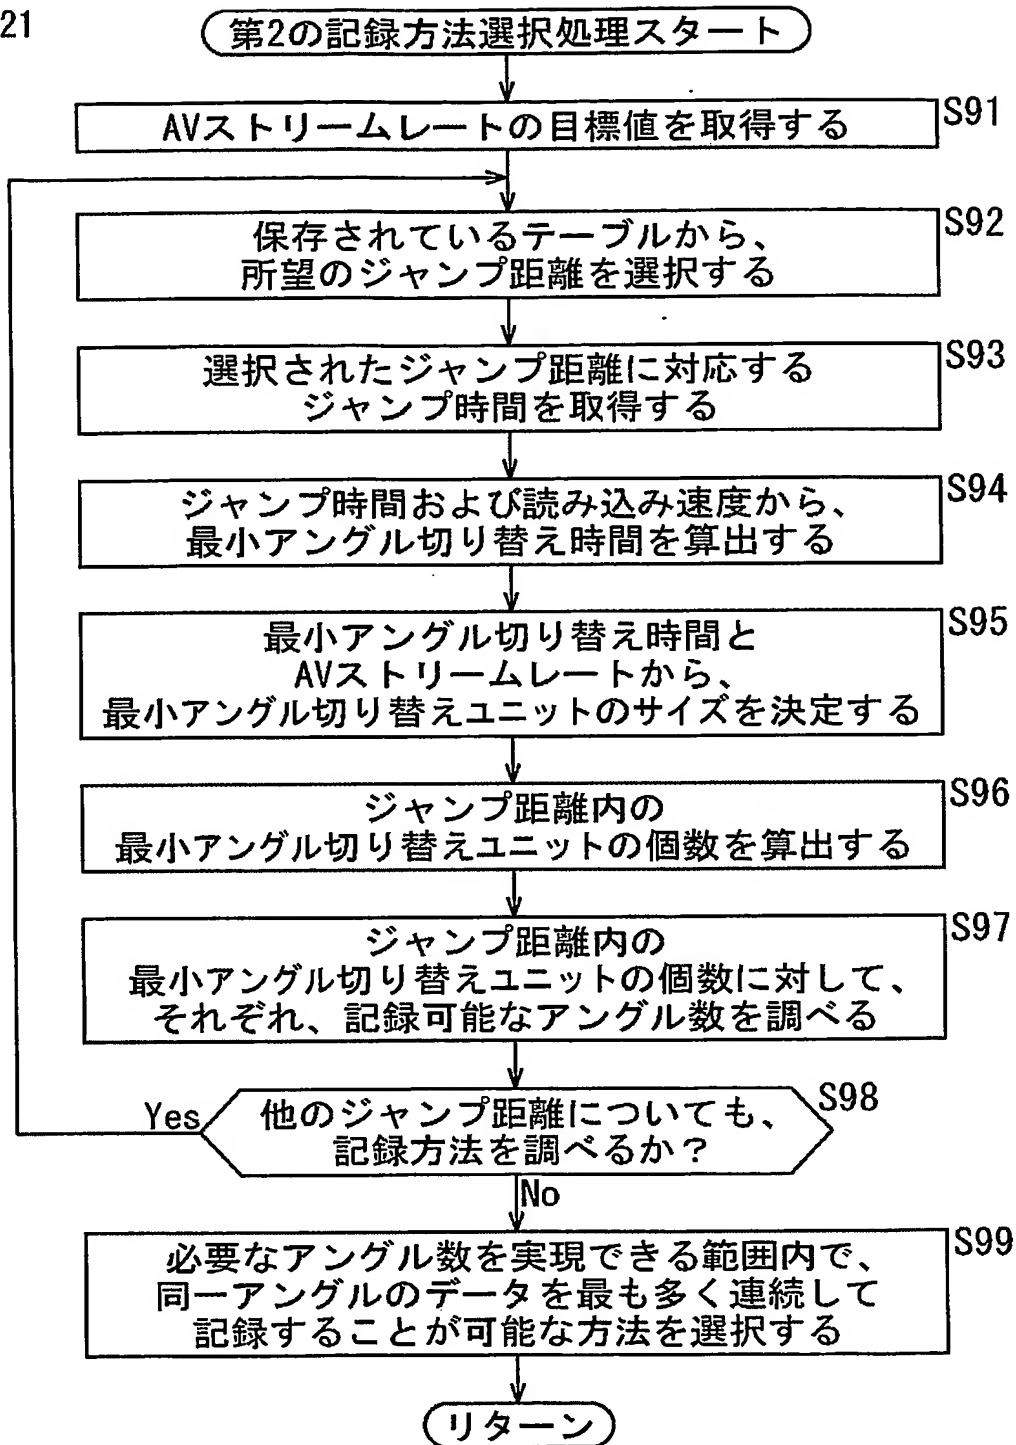 21
第2の記録方法選択処理スタート
AVストリームレートの目標値を取得する
S91
保存されているテーブルから、
所望のジャンプ距離を選択する
S92
選択されたジャンプ距離に対応する
ジャンプ時間を取得する
S93
ジャンプ時間および読み込み速度から、
最小アングル切り替え時間を算出する
S94
最小アングル切り替え時間と
AVストリームレートから、
最小アングル切り替えユニットのサイズを決定する
S95
ジャンプ距離内の
最小アングル切り替えユニットの個数を算出する
S96
ジャンプ距離内の
最小アングル切り替えユニットの個数に対して、
それぞれ、記録可能なアングル数を調べる
S97
Yes
他のジャンプ距離についても、
記録方法を調べるか？
S98
No
必要なアングル数を実現できる範囲内で、
同一アングルのデータを最も多く連続して
記録することが可能な方法を選択する
S99
リターン